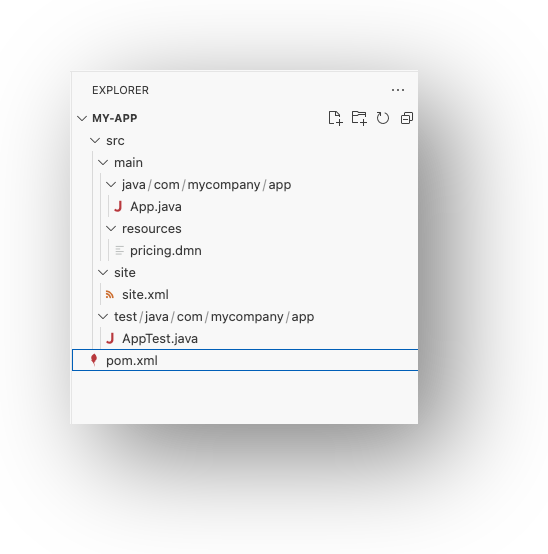 EXPLORER
MY-APP
src
main
java/com/mycompany/app
App.java
resources
pricing.dmn
site
site.xml
test/java/com/mycompany/app
AppTest.java
pom.xml